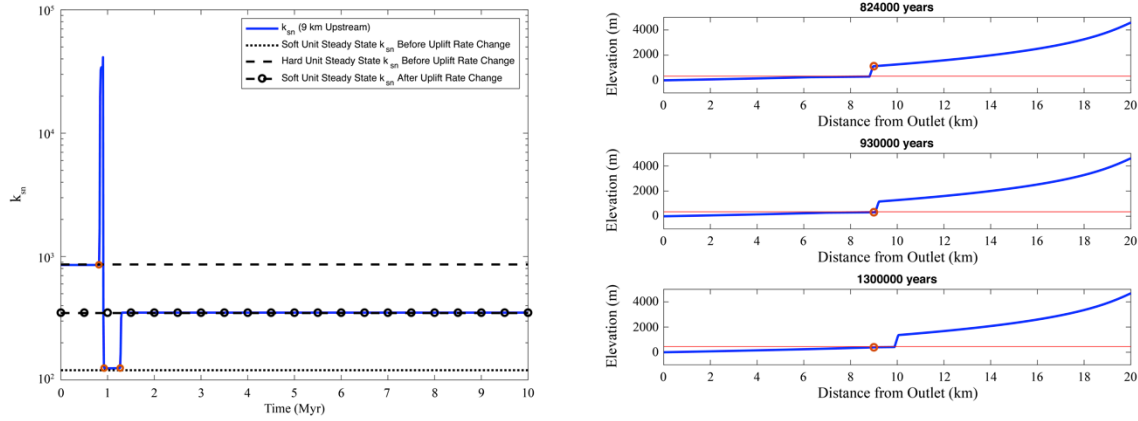 10^5
10^4
10^3
10^2
k_sn
0 1 2 3 4 5 6 7 8 9 10
Time (Myr)
k_sn (9 km Upstream)
Soft Unit Steady State k_sn Before Uplift Rate Change
Hard Unit Steady State k_sn Before Uplift Rate Change
Soft Unit Steady State k_sn After Uplift Rate Change
824000 years
4000
2000
0
Elevation (m)
0 2 4 6 8 10 12 14 16 18 20
Distance from Outlet (km)
930000 years
4000
2000
0
Elevation (m)
0 2 4 6 8 10 12 14 16 18 20
Distance from Outlet (km)
1300000 years
4000
2000
0
Elevation (m)
0 2 4 6 8 10 12 14 16 18 20
Distance from Outlet (km)